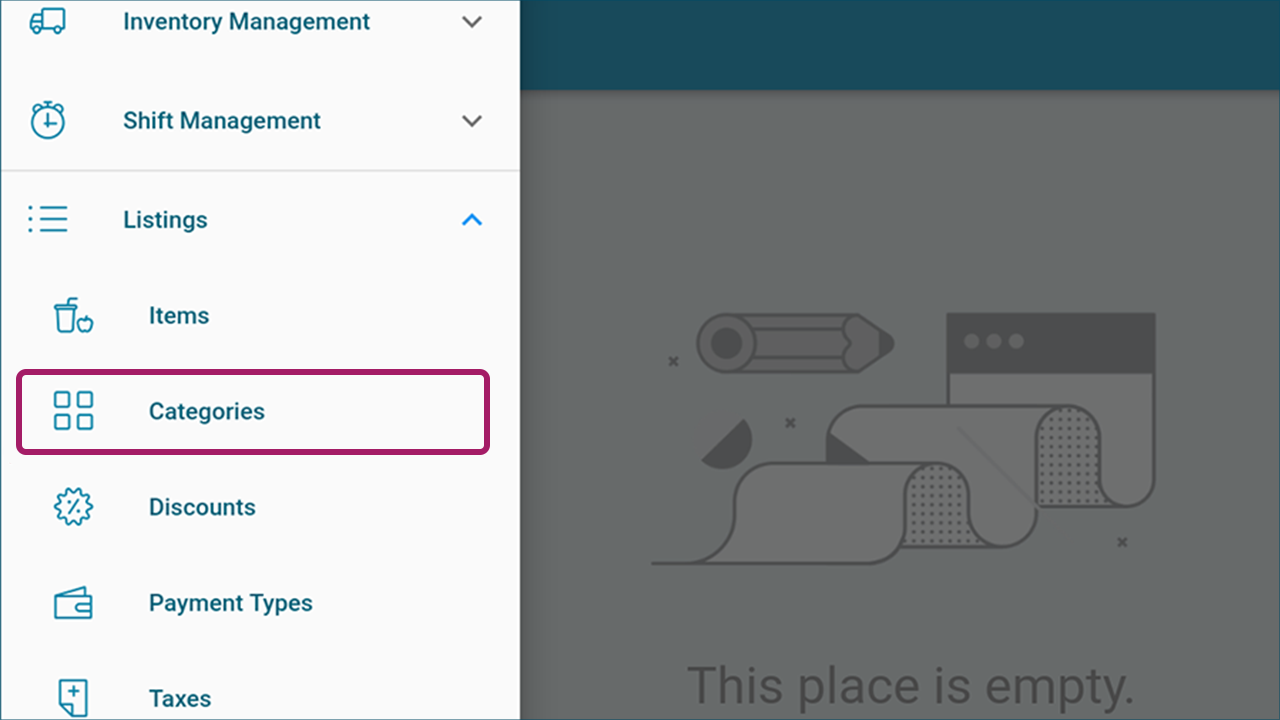 Inventory Management
Shift Management
Listings
Items
Categories
Discounts
Payment Types
Taxes
This place is empty.